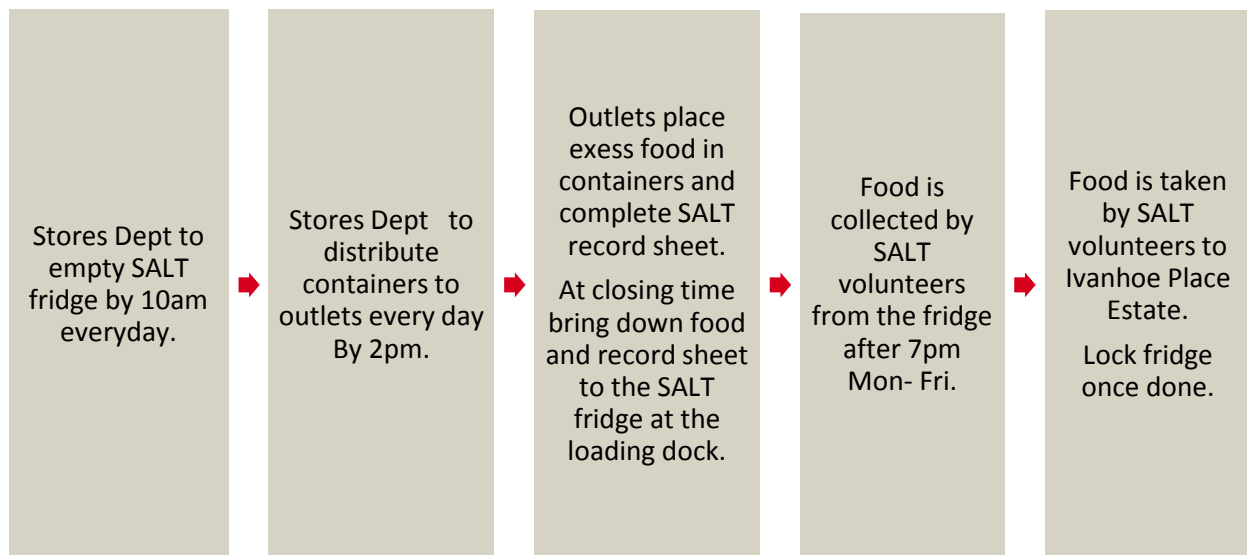 Stores Dept to
empty SALT
fridge by 10am
everyday.
Stores Dept to
distribute
containers to
outlets every day
By 2pm.
Outlets place
exess food in
containers and
complete SALT
record sheet.
At closing time
bring down food
and record sheet
to the SALT
fridge at the
loading dock.
Food is
collected by
SALT
volunteers
from the fridge
after 7pm
Mon- Fri.
Food is taken
by SALT
volunteers to
Ivanhoe Place
Estate.
Lock fridge
once done.